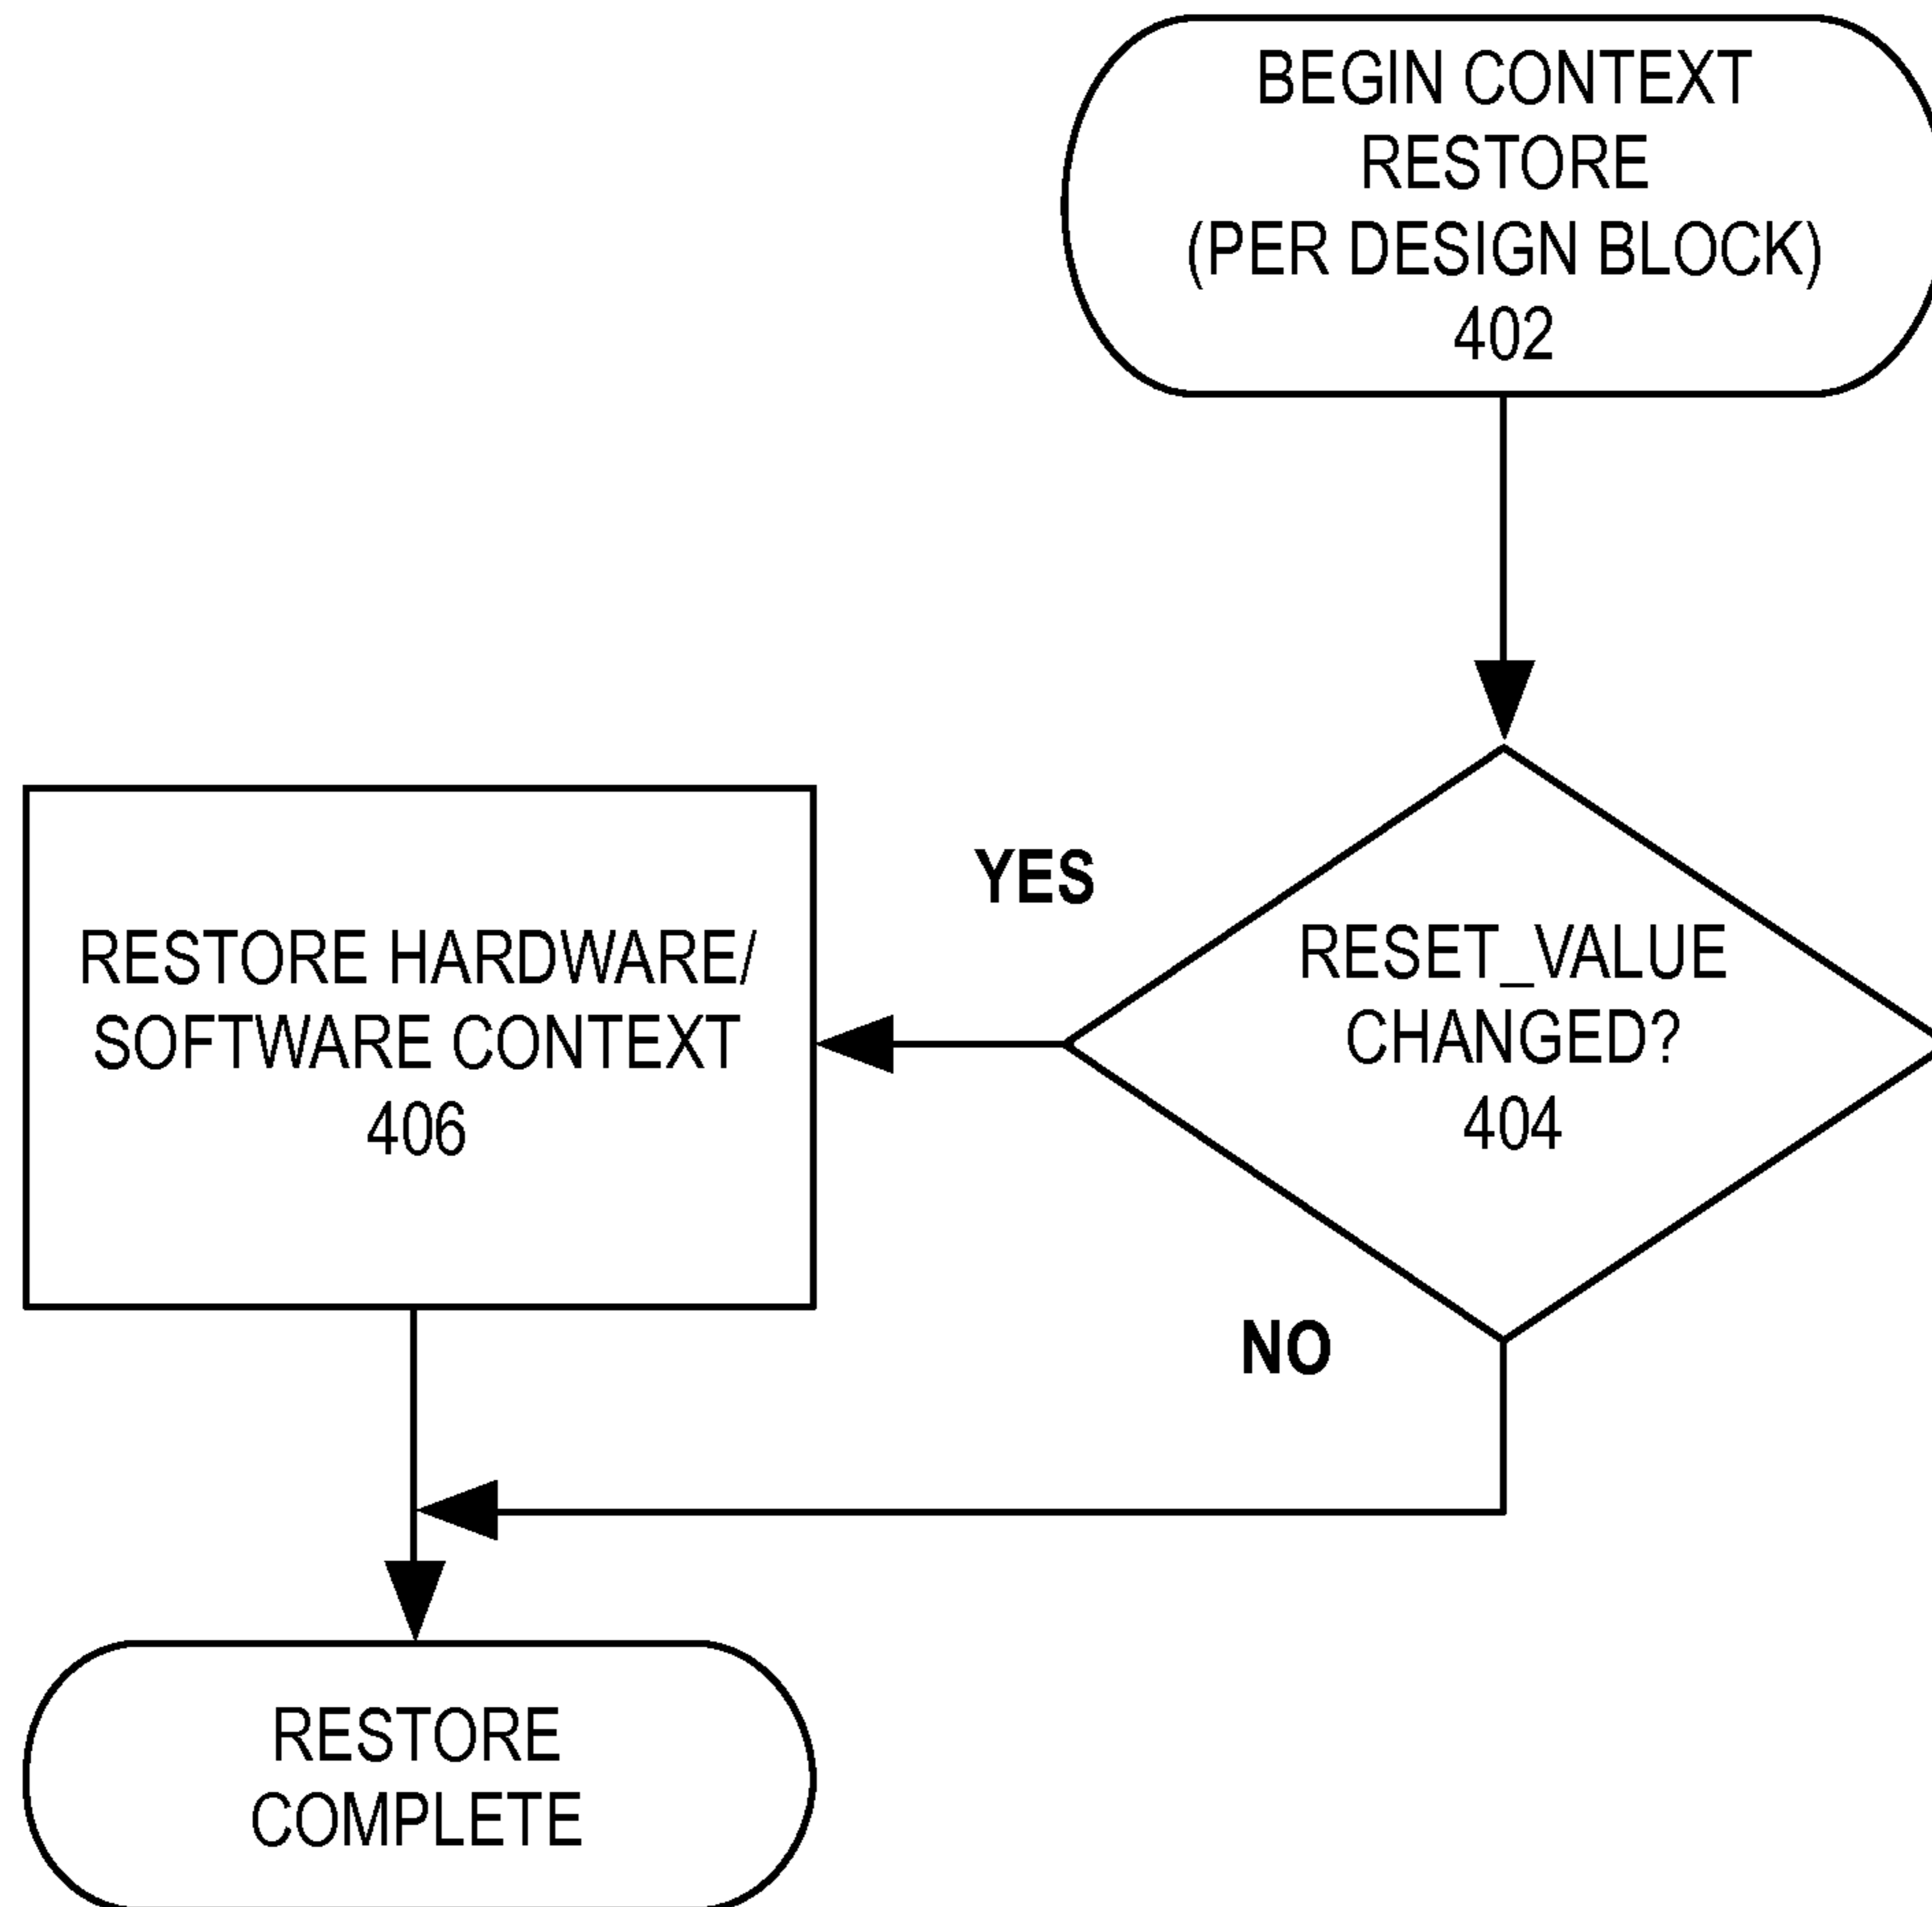 BEGIN CONTEXT
RESTORE
(PER DESIGN BLOCK)
402
YES
RESET_VALUE
CHANGED?
404
RESTORE HARDWARE/
SOFTWARE CONTEXT
406
NO
RESTORE
COMPLETE